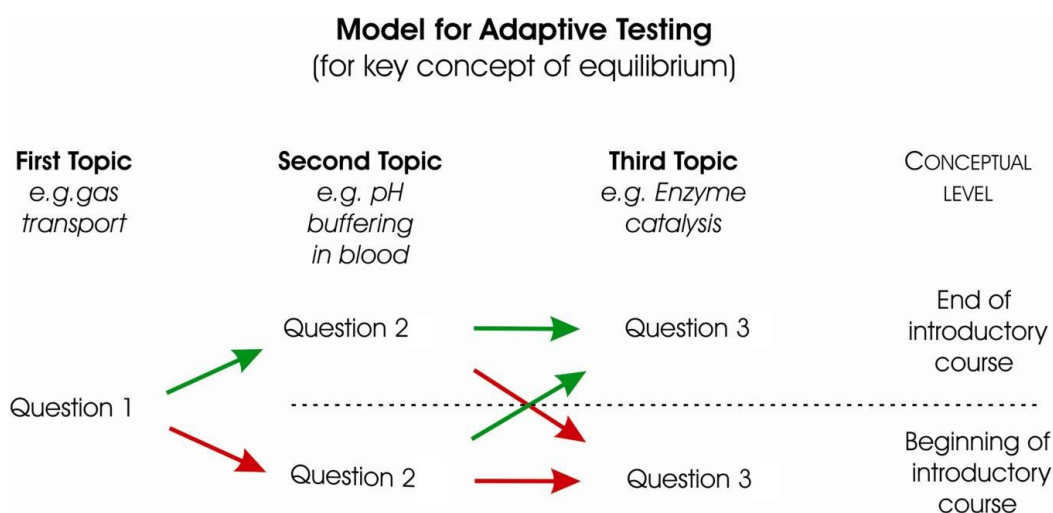 Model for Adaptive Testing
(for key concept of equilibrium)
First Topic
e.g.gas
transport
Second Topic
e.g. pH
buffering
in blood
Third Topic
e.g. Enzyme
catalysis
CONCEPTUAL
LEVEL
Question 1
Question 2
Question 3
End of
introductory
course
Question 2
Question 3
Beginning of
introductory
course